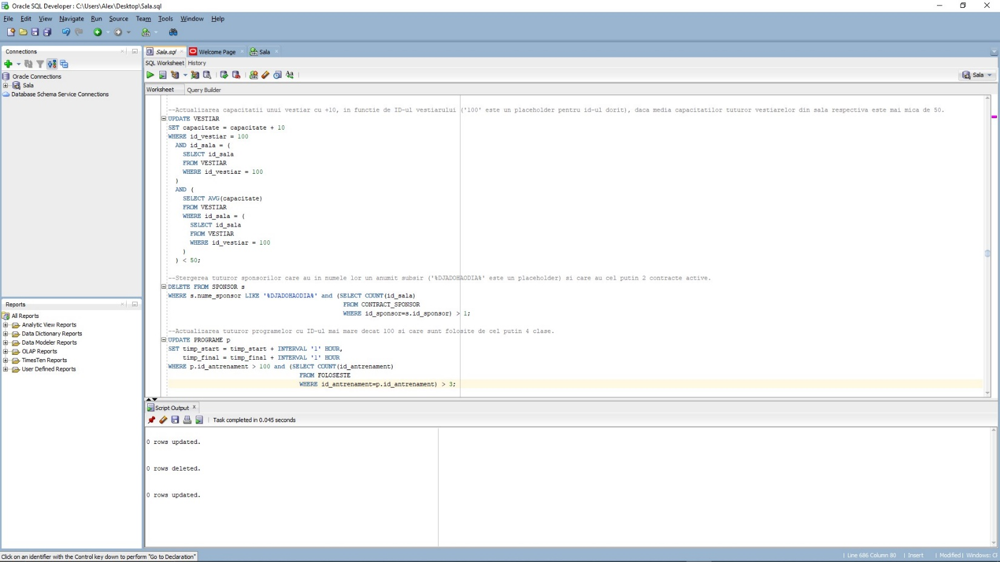 Oracle SQL Developer : C:\Users\Alex\Desktop\Sala.sql
File Edit View Navigate Run Source Team Tools Window Help
Connections
Oracle Connections
Sala
Database Schema Service Connections
Reports
All Reports
Analytic View Reports
Data Dictionary Reports
Data Modeler Reports
OLAP Reports
TimesTen Reports
User Defined Reports
Sala.sql Welcome Page Sala
SQL Worksheet History
Sala
Worksheet Query Builder
--Actualizarea capacitatii unui vestiar cu +10, in functie de ID-ul vestiarului ('100' este un placeholder pentru id-ul dorit), daca media capacitatilor tuturor vestiarelor din sala respectiva este mai mica de 50.
UPDATE VESTIAR
SET capacitate = capacitate + 10
WHERE id_vestiar = 100
AND id_sala = (
SELECT id_sala
FROM VESTIAR
WHERE id_vestiar = 100
)
AND (
SELECT AVG(capacitate)
FROM VESTIAR
WHERE id_sala = (
SELECT id_sala
FROM VESTIAR
WHERE id_vestiar = 100
)
) < 50;
--Stergerea tuturor sponsorilor care au in numele lor un anumit subsir ('%DJADOHAODIA%' este un placeholder) si care au cel putin 2 contracte active.
DELETE FROM SPONSOR s
WHERE s.nume_sponsor LIKE '%DJADOHAODIA%' and (SELECT COUNT(id_sala)
FROM CONTRACT_SPONSOR
WHERE id_sponsor=s.id_sponsor) > 1;
--Actualizarea tuturor programelor cu ID-ul mai mare decat 100 si care sunt folosite de cel putin 4 clase.
UPDATE PROGRAME p
SET timp_start = timp_start + INTERVAL '1' HOUR,
timp_final = timp_final + INTERVAL '1' HOUR
WHERE p.id_antrenament > 100 and (SELECT COUNT(id_antrenament)
FROM FOLOSESTE
WHERE id_antrenament=p.id_antrenament) > 3;
Script Output x
Task completed in 0.045 seconds
0 rows updated.
0 rows deleted.
0 rows updated.
Click on an identifier with the Control key down to perform "Go to Declaration"
| Line 686 Column 80 | Insert | Modified | Windows: Cl